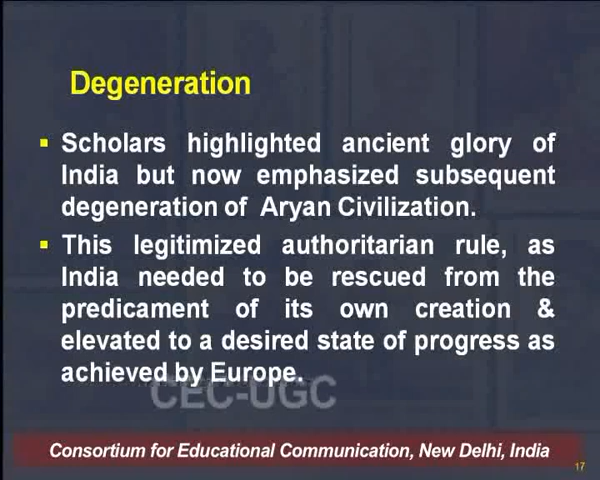 Degeneration
▪ Scholars highlighted ancient glory of
India but now emphasized subsequent
degeneration of Aryan Civilization.
▪ This legitimized authoritarian rule, as
India needed to be rescued from the
predicament of its own creation &
elevated to a desired state of progress as
achieved by Europe.
CEC-UGC
Consortium for Educational Communication, New Delhi, India
17